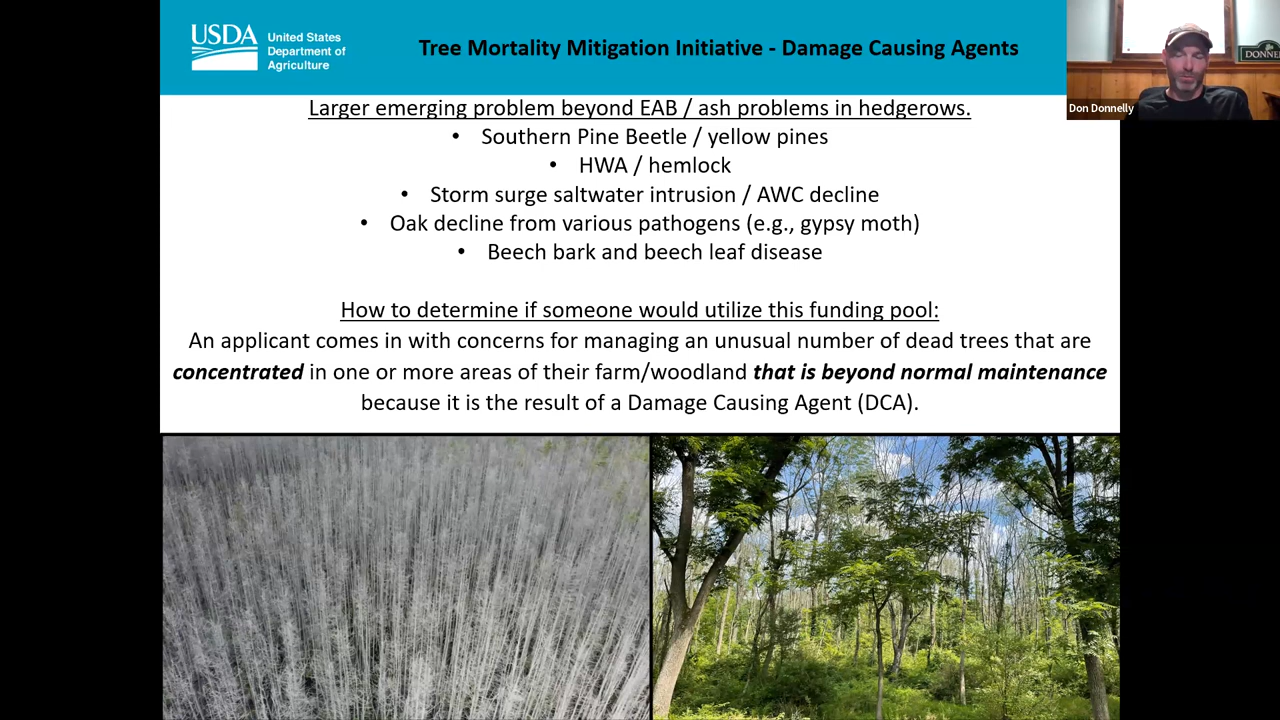 USDA
United States
Department of
Agriculture
Tree Mortality Mitigation Initiative - Damage Causing Agents
DONNE
Don Donnelly
Larger emerging problem beyond EAB / ash problems in hedgerows.
• Southern Pine Beetle / yellow pines
• HWA / hemlock
• Storm surge saltwater intrusion / AWC decline
• Oak decline from various pathogens (e.g., gypsy moth)
• Beech bark and beech leaf disease
How to determine if someone would utilize this funding pool:
An applicant comes in with concerns for managing an unusual number of dead trees that are
concentrated in one or more areas of their farm/woodland that is beyond normal maintenance
because it is the result of a Damage Causing Agent (DCA).